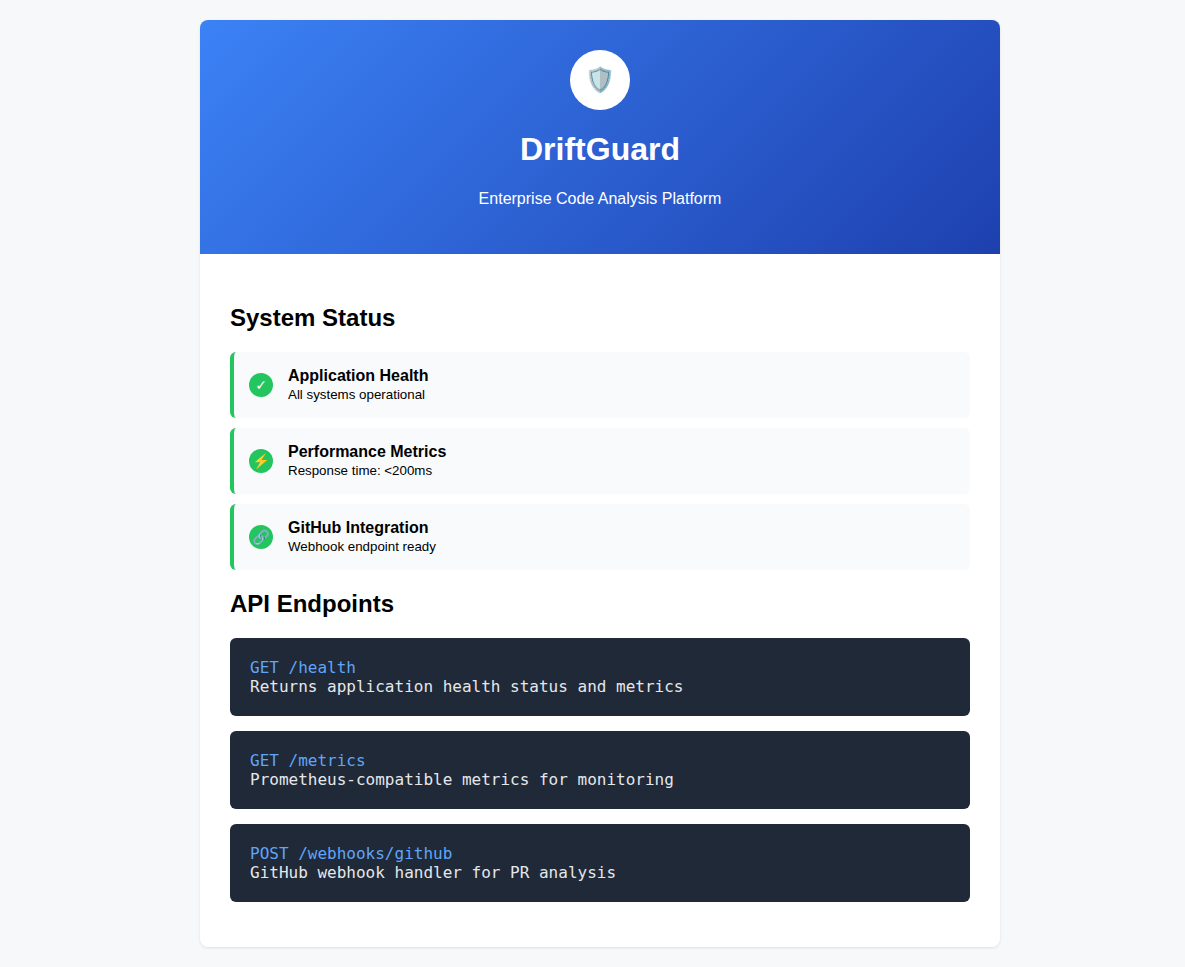 DriftGuard
Enterprise Code Analysis Platform
System Status
Application Health
All systems operational
Performance Metrics
Response time: <200ms
GitHub Integration
Webhook endpoint ready
API Endpoints
GET /health
Returns application health status and metrics
GET /metrics
Prometheus-compatible metrics for monitoring
POST /webhooks/github
GitHub webhook handler for PR analysis